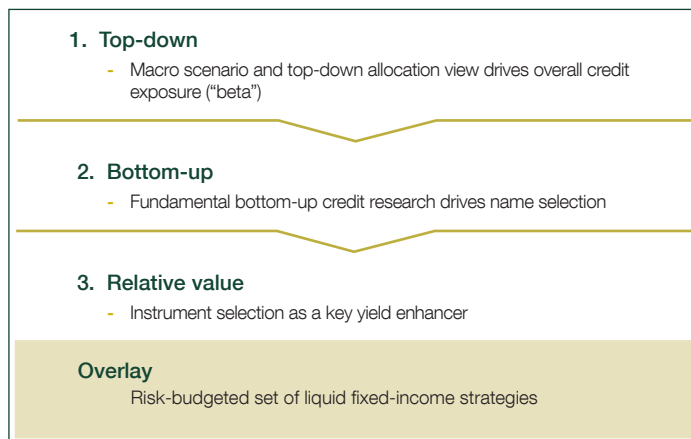 1. Top-down
- Macro scenario and top-down allocation view drives overall credit
exposure (“beta”)
2. Bottom-up
- Fundamental bottom-up credit research drives name selection
3. Relative value
- Instrument selection as a key yield enhancer
Overlay
Risk-budgeted set of liquid fixed-income strategies